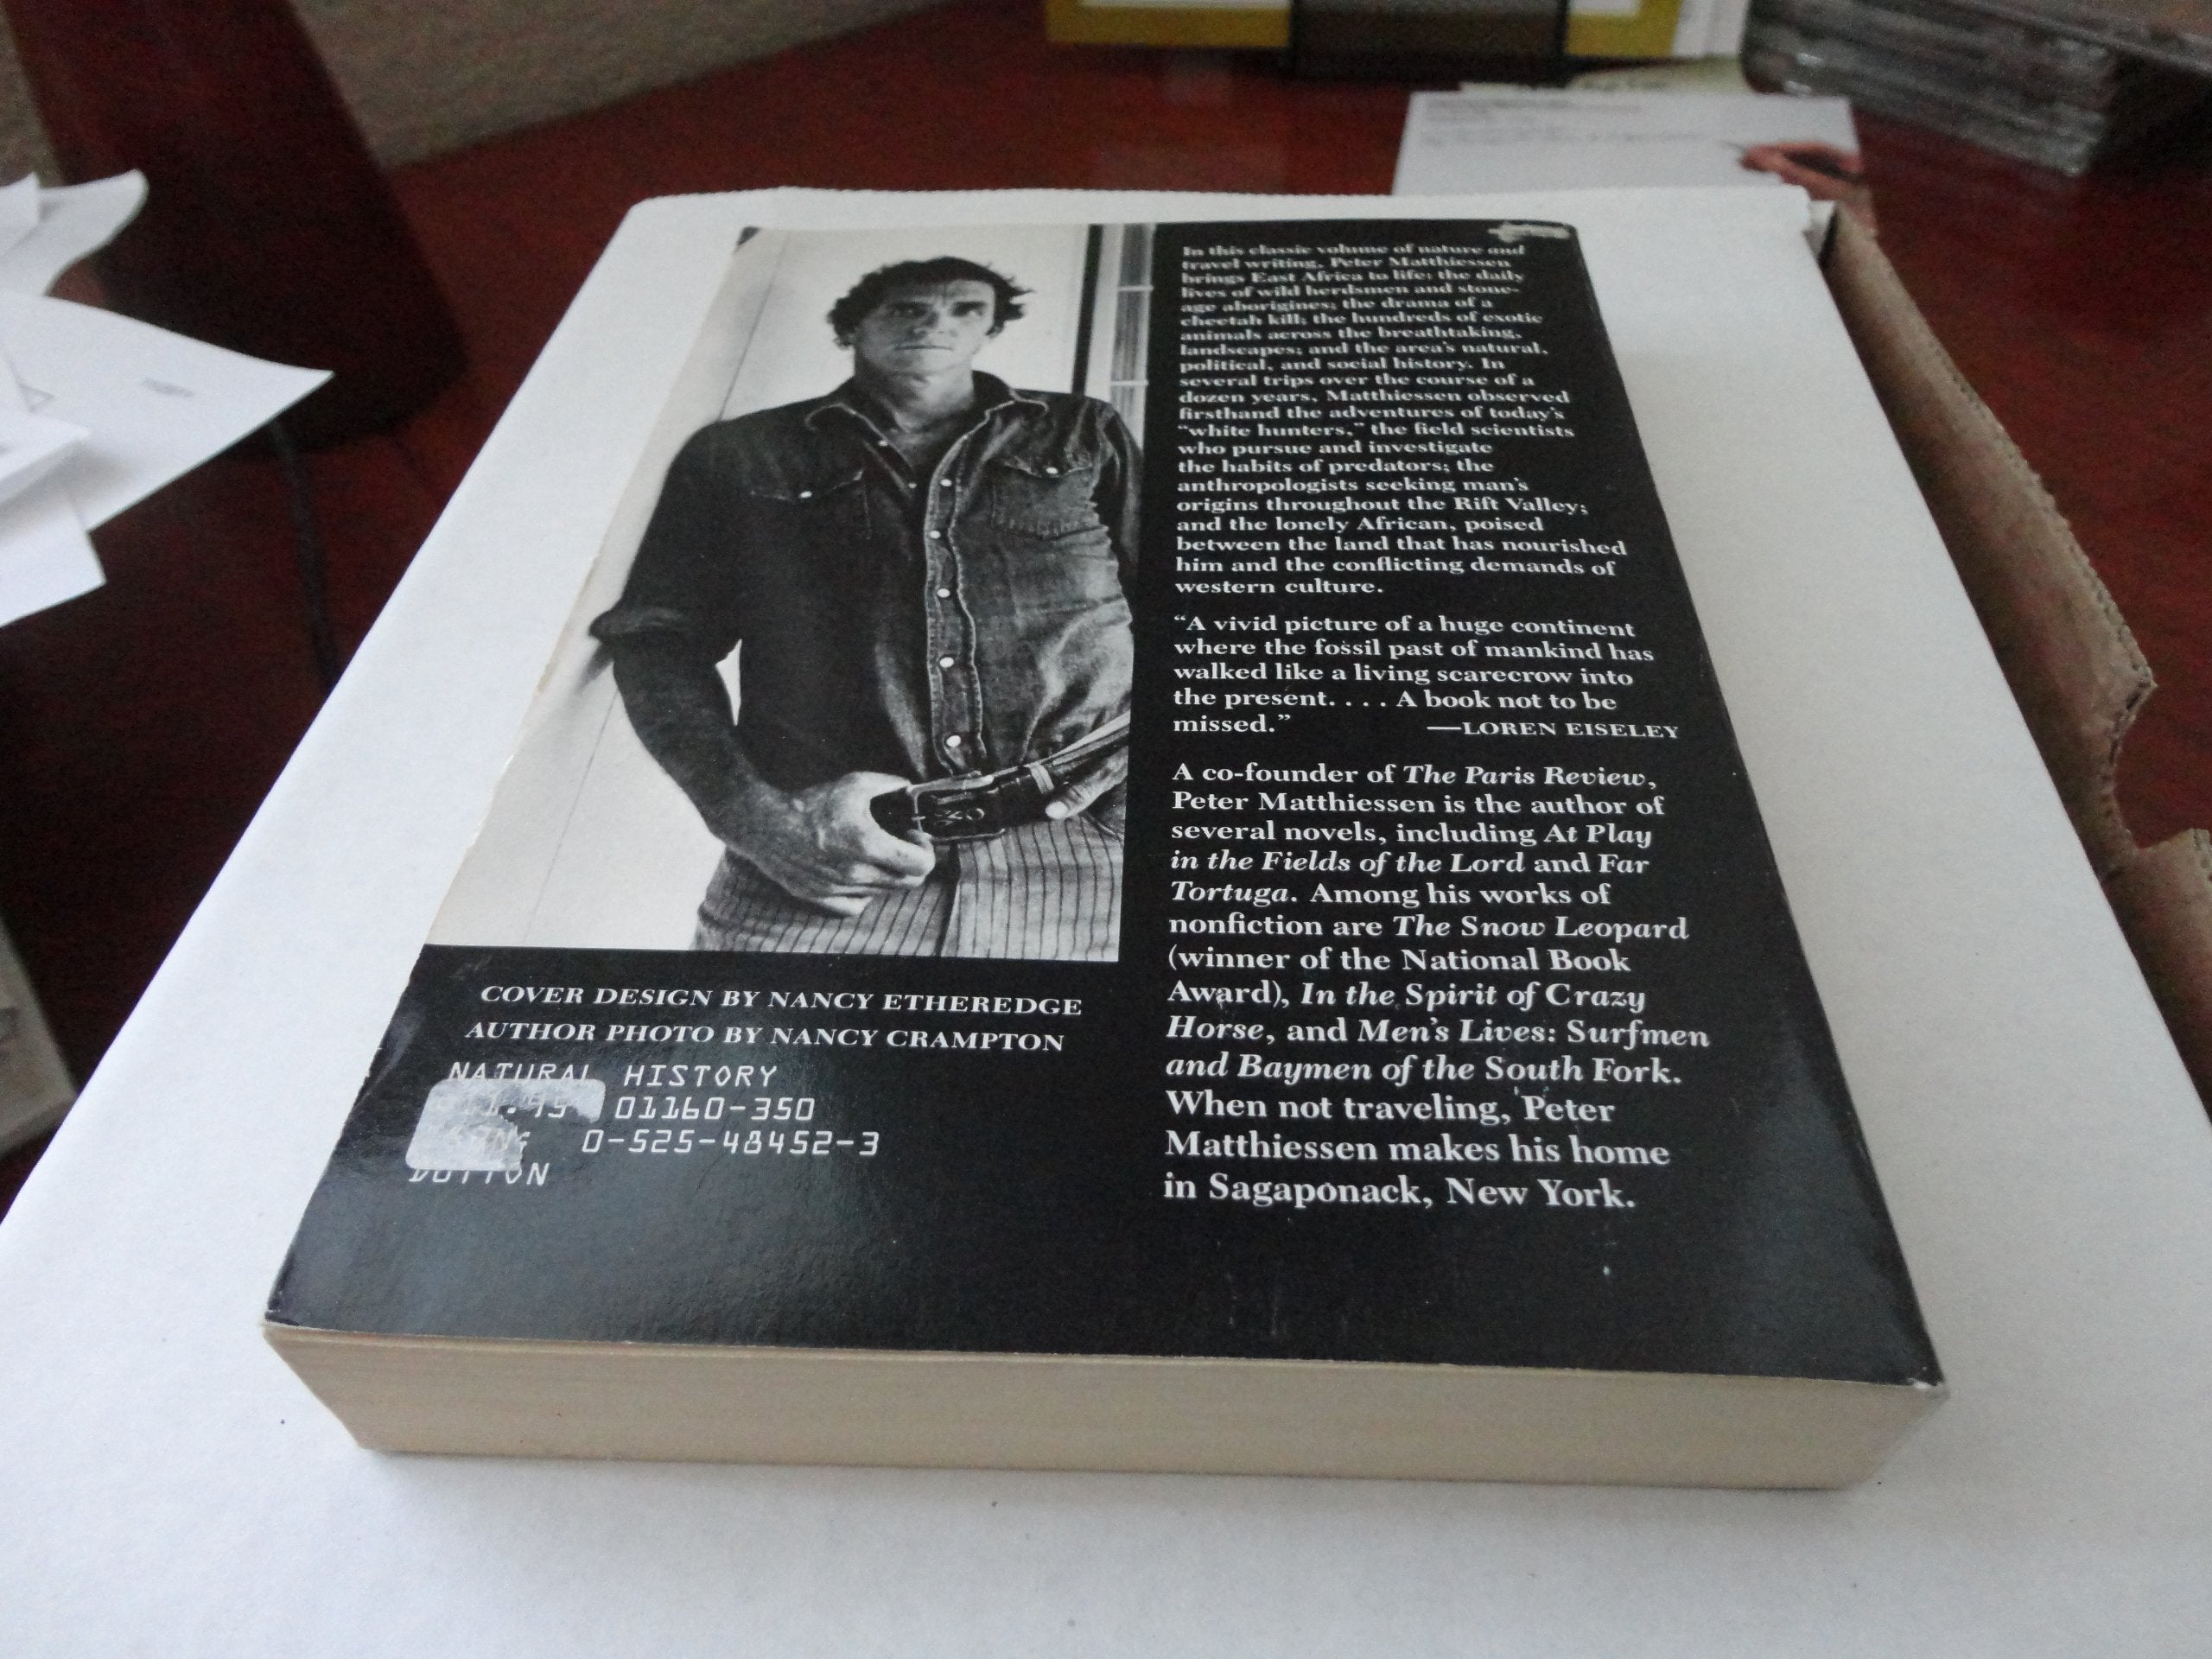 In this classic volume of nature and
travel writing, Peter Matthiessen
brings East Africa to life: the daily
lives of wild herdsmen and stone-
age aborigines; the drama of a
cheetah kill; the hundreds of exotic
animals across the breathtaking,
landscapes; and the area's natural,
political, and social history. In
several trips over the course of a
dozen years, Matthiessen observed
firsthand the adventures of today's
“white hunters,” the field scientists
who pursue and investigate
the habits of predators; the
anthropologists seeking man's
origins throughout the Rift Valley;
and the lonely African, poised
between the land that has nourished
him and the conflicting demands of
western culture.
“A vivid picture of a huge continent
where the fossil past of mankind has
walked like a living scarecrow into
the present. . . . A book not to be
missed.” —LOREN EISELEY
A co-founder of The Paris Review,
Peter Matthiessen is the author of
several novels, including At Play
in the Fields of the Lord and Far
Tortuga. Among his works of
nonfiction are The Snow Leopard
(winner of the National Book
Award), In the Spirit of Crazy
Horse, and Men's Lives: Surfmen
and Baymen of the South Fork.
When not traveling, Peter
Matthiessen makes his home
in Sagaponack, New York.
COVER DESIGN BY NANCY ETHEREDGE
AUTHOR PHOTO BY NANCY CRAMPTON
NATURAL HISTORY
01160-350
0-525-48452-3
DUTTON